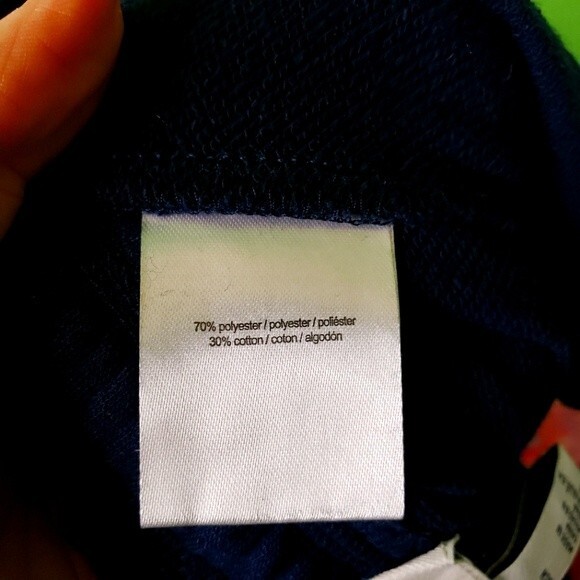 70% polyester / polyester / poliéster
30% cotton / coton / algodón